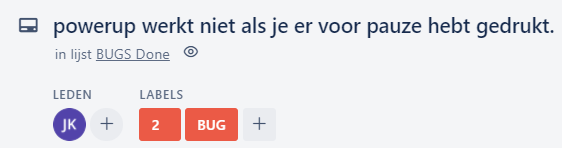 powerup werkt niet als je er voor pauze hebt gedrukt.
in lijst BUGS Done
LEDEN LABELS
JK + 2 BUG +